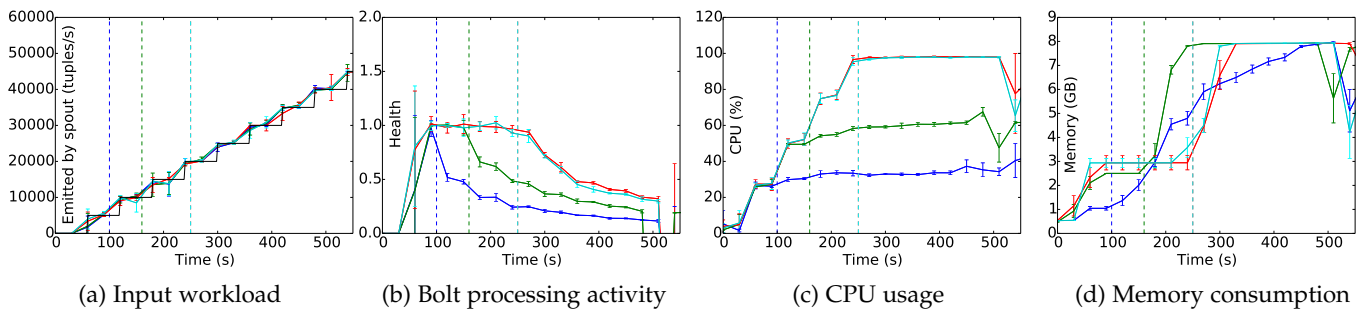 60000
50000
40000
30000
20000
10000
0
Emitted by spout (tuples/s)
0 100 200 300 400 500
Time (s)
(a) Input workload
2.0
1.5
1.0
0.5
0.0
Health
0 100 200 300 400 500
Time (s)
(b) Bolt processing activity
120
100
80
60
40
20
0
CPU (%)
0 100 200 300 400 500
Time (s)
(c) CPU usage
9
8
7
6
5
4
3
2
1
0
Memory (GB)
0 100 200 300 400 500
Time (s)
(d) Memory consumption